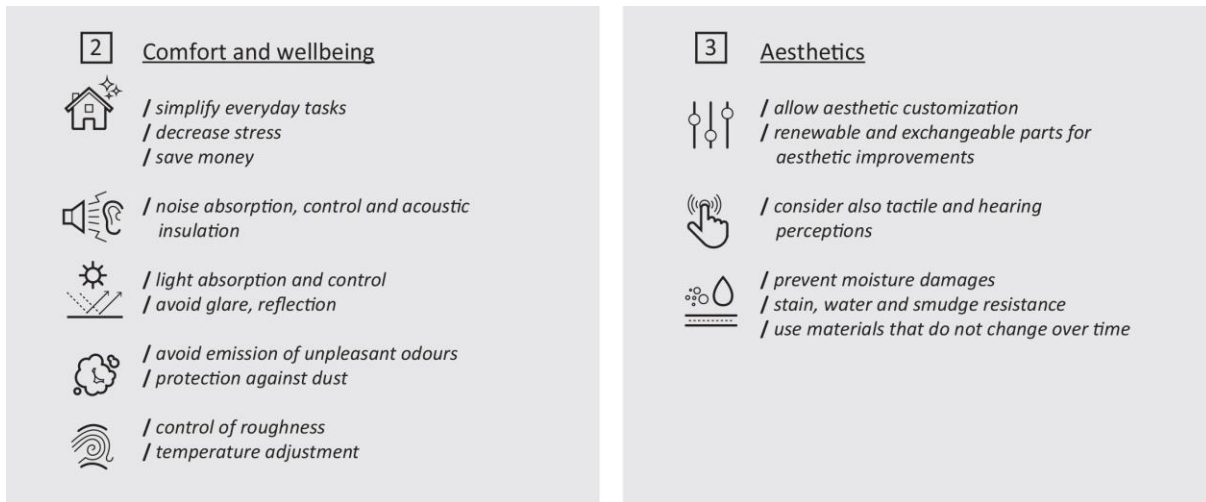 2 Comfort and wellbeing
/ simplify everyday tasks
/ decrease stress
/ save money
/ noise absorption, control and acoustic
insulation
/ light absorption and control
/ avoid glare, reflection
/ avoid emission of unpleasant odours
/ protection against dust
/ control of roughness
/ temperature adjustment
3 Aesthetics
/ allow aesthetic customization
/ renewable and exchangeable parts for
aesthetic improvements
/ consider also tactile and hearing
perceptions
/ prevent moisture damages
/ stain, water and smudge resistance
/ use materials that do not change over time